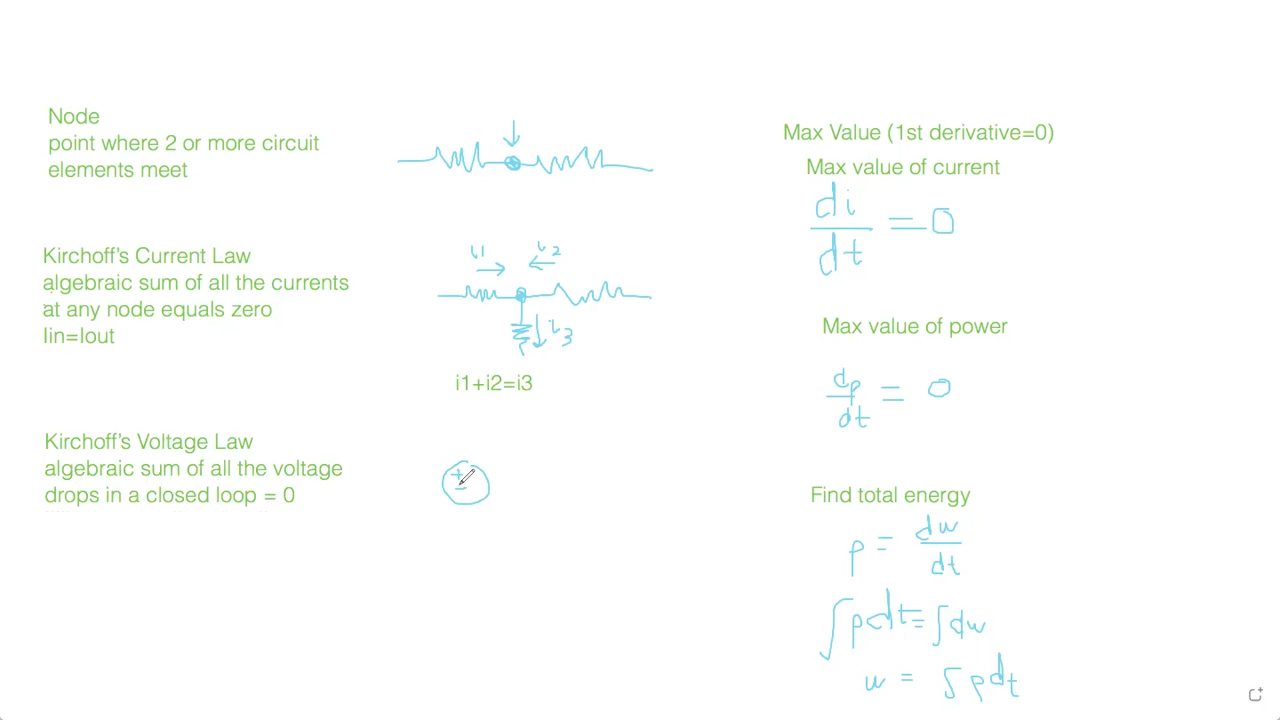 Node
point where 2 or more circuit
elements meet
Kirchoff's Current Law
algebraic sum of all the currents
at any node equals zero
Iin=Iout
i1 i2
i3
i1+i2=i3
Kirchoff's Voltage Law
algebraic sum of all the voltage
drops in a closed loop = 0
+
−
Max Value (1st derivative=0)
Max value of current
di
dt
= 0
Max value of power
dp
dt
= 0
Find total energy
p = dw
dt
∫pdt = ∫dw
w = ∫pdt